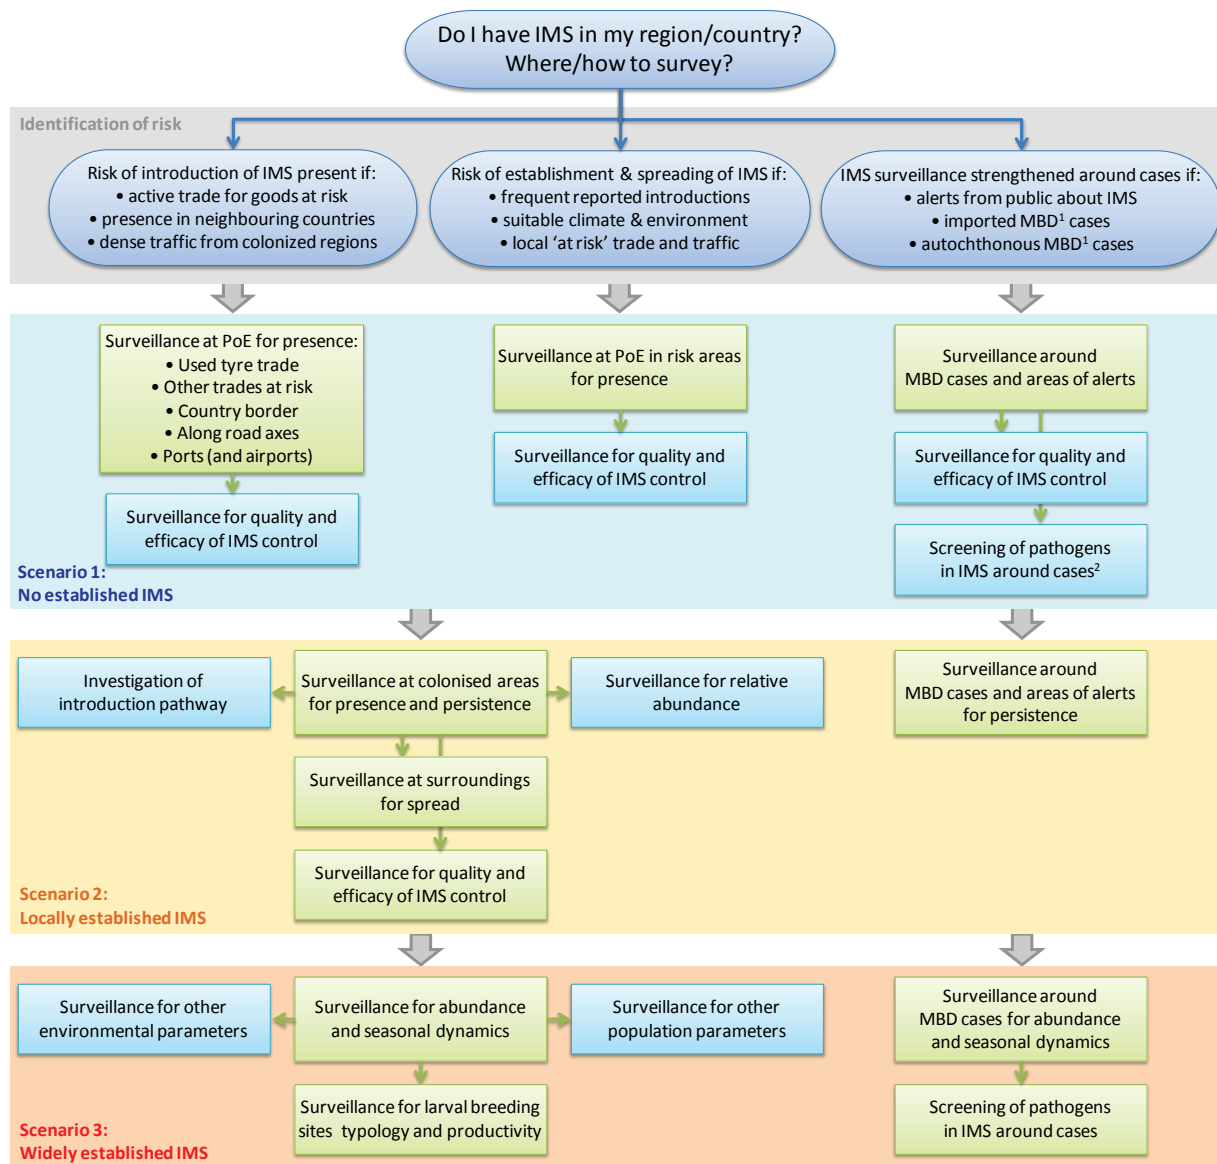 Do I have IMS in my region/country?
Where/how to survey?
Identification of risk
Risk of introduction of IMS present if:
• active trade for goods at risk
• presence in neighbouring countries
• dense traffic from colonized regions
Risk of establishment & spreading of IMS if:
• frequent reported introductions
• suitable climate & environment
• local ‘at risk’ trade and traffic
IMS surveillance strengthened around cases if:
• alerts from public about IMS
• imported MBD¹ cases
• autochthonous MBD¹ cases
Surveillance at PoE for presence:
• Used tyre trade
• Other trades at risk
• Country border
• Along road axes
• Ports (and airports)
Surveillance for quality and
efficacy of IMS control
Surveillance at PoE in risk areas
for presence
Surveillance for quality and
efficacy of IMS control
Surveillance around
MBD cases and areas of alerts
Surveillance for quality and
efficacy of IMS control
Screening of pathogens
in IMS around cases²
Scenario 1:
No established IMS
Investigation of
introduction pathway
Surveillance at colonised areas
for presence and persistence
Surveillance for relative
abundance
Surveillance around
MBD cases and areas of alerts
for persistence
Surveillance at surroundings
for spread
Surveillance for quality and
efficacy of IMS control
Scenario 2:
Locally established IMS
Surveillance for other
environmental parameters
Surveillance for abundance
and seasonal dynamics
Surveillance for other
population parameters
Surveillance around
MBD cases for abundance
and seasonal dynamics
Surveillance for larval breeding
sites typology and productivity
Screening of pathogens
in IMS around cases
Scenario 3:
Widely established IMS